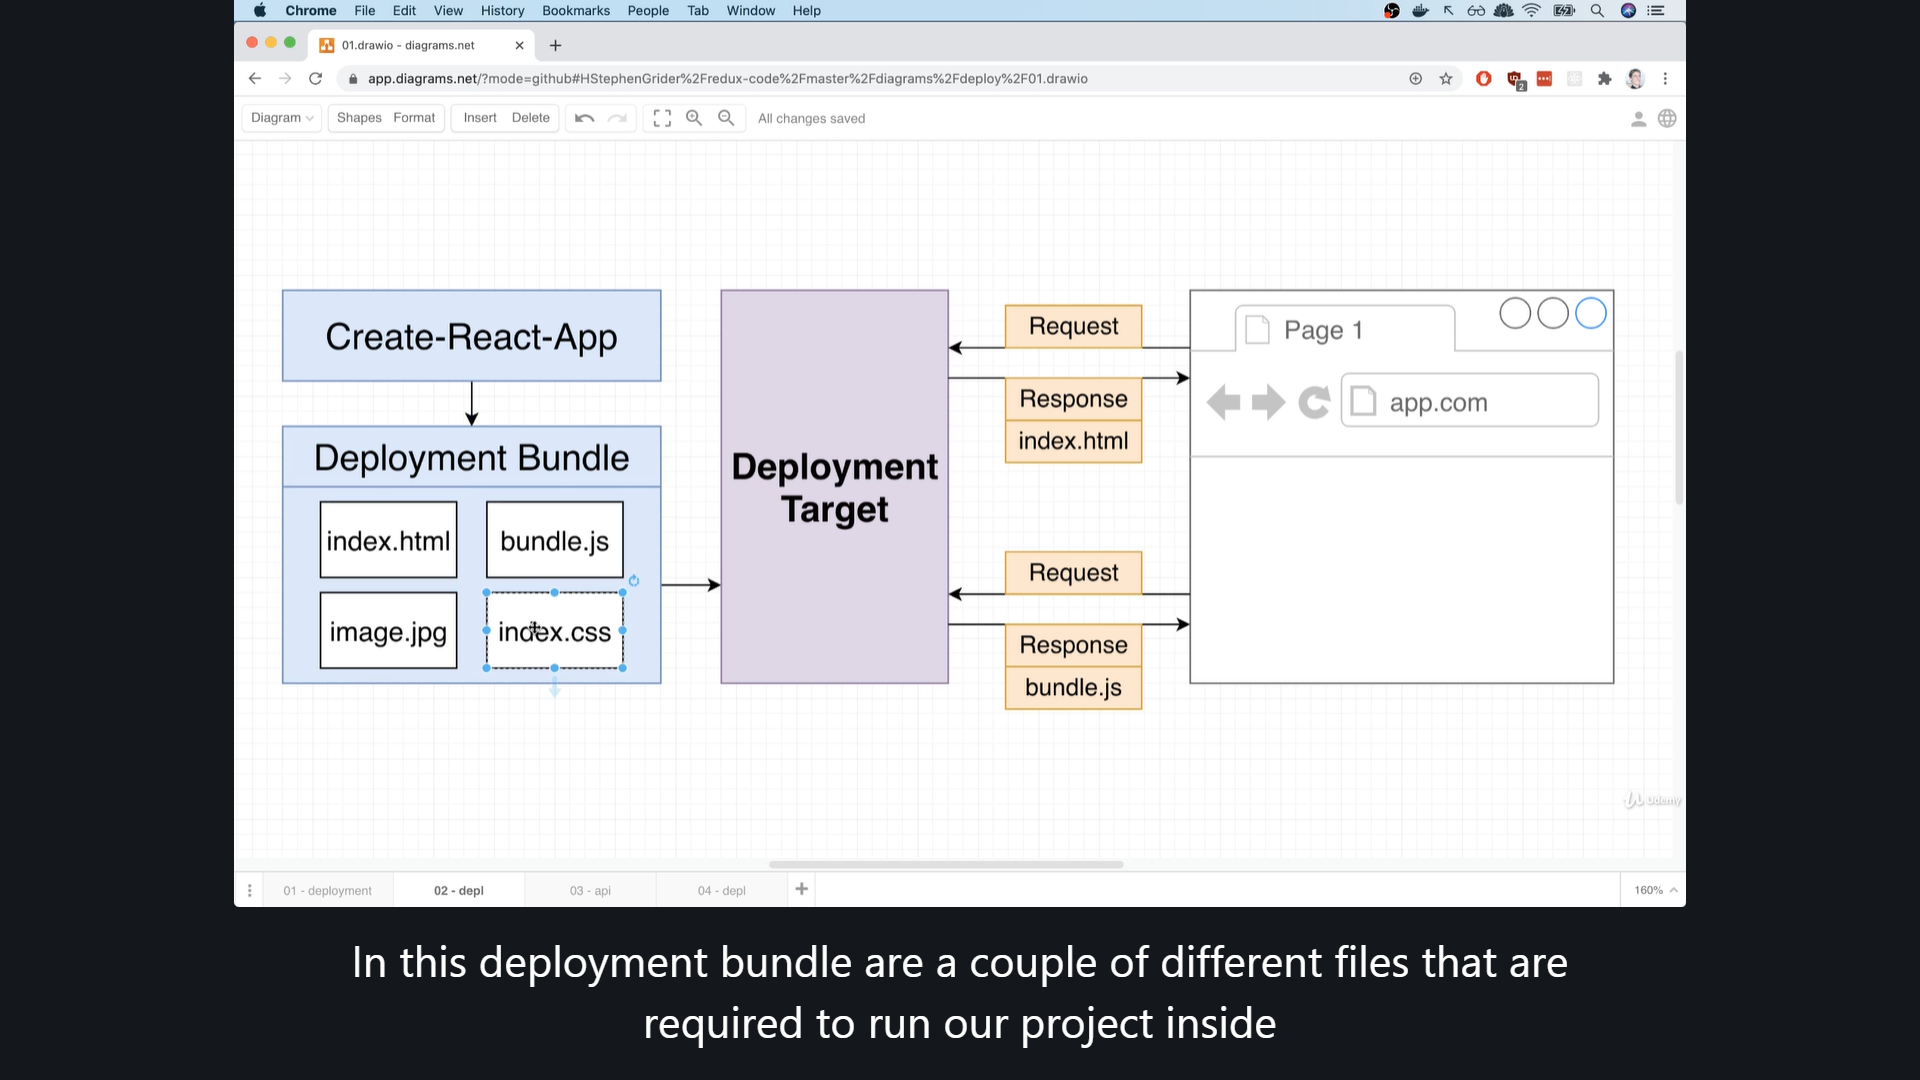 Chrome File Edit View History Bookmarks People Tab Window Help
01.drawio - diagrams.net
app.diagrams.net/?mode=github#HStephenGrider%2Fredux-code%2Fmaster%2Fdiagrams%2Fdeploy%2F01.drawio
2
Diagram Shapes Format Insert Delete All changes saved
Create-React-App
Deployment Bundle
index.html bundle.js
image.jpg index.css
Deployment
Target
Request
Response
index.html
Request
Response
bundle.js
Page 1
app.com
Udemy
01 - deployment 02 - depl 03 - api 04 - depl
160%
In this deployment bundle are a couple of different files that are
required to run our project inside